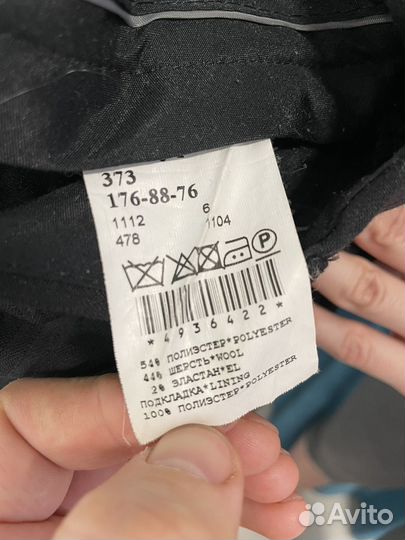 373
176-88-76
1112 6
478 1104
P
*4936422*
54% ПОЛИЭСТЕР*POLYESTER
44% ШЕРСТЬ*WOOL
2% ЭЛАСТАН*EL
ПОДКЛАДКА*LINING
100% ПОЛИЭСТЕР*POLYESTER
Avito